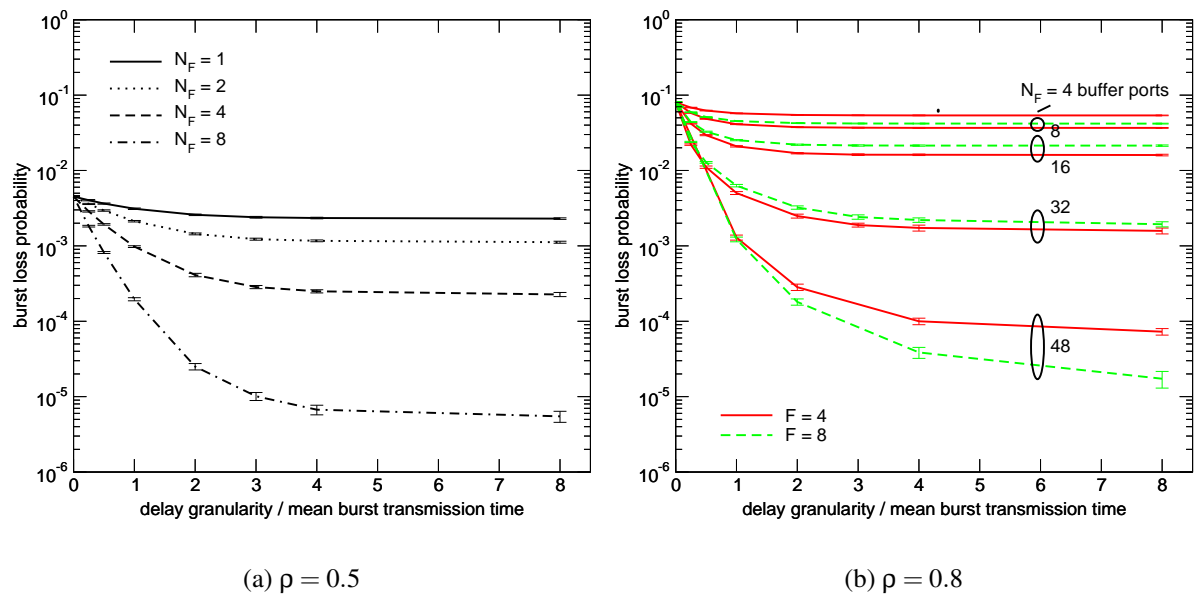 10^0
10^-1
10^-2
10^-3
10^-4
10^-5
10^-6
burst loss probability
N_F = 1
N_F = 2
N_F = 4
N_F = 8
0 1 2 3 4 5 6 7 8
delay granularity / mean burst transmission time
(a) ρ = 0.5
10^0
10^-1
10^-2
10^-3
10^-4
10^-5
10^-6
burst loss probability
N_F = 4 buffer ports
8
16
32
48
F = 4
F = 8
0 1 2 3 4 5 6 7 8
delay granularity / mean burst transmission time
(b) ρ = 0.8